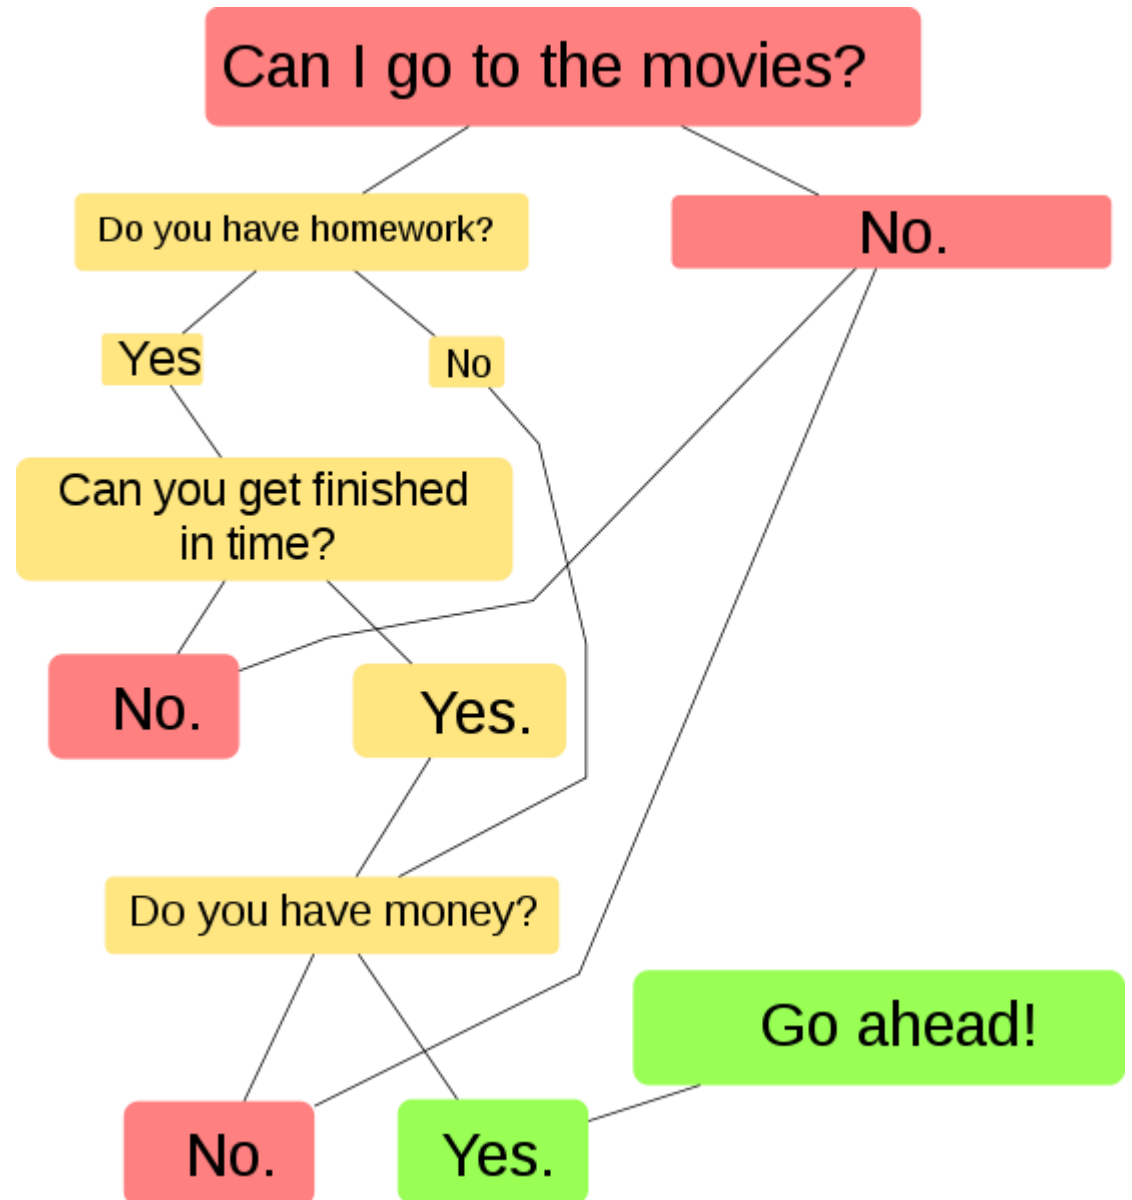 Can I go to the movies?
Do you have homework?
No.
Yes
No
Can you get finished
in time?
No.
Yes.
Do you have money?
Go ahead!
No.
Yes.